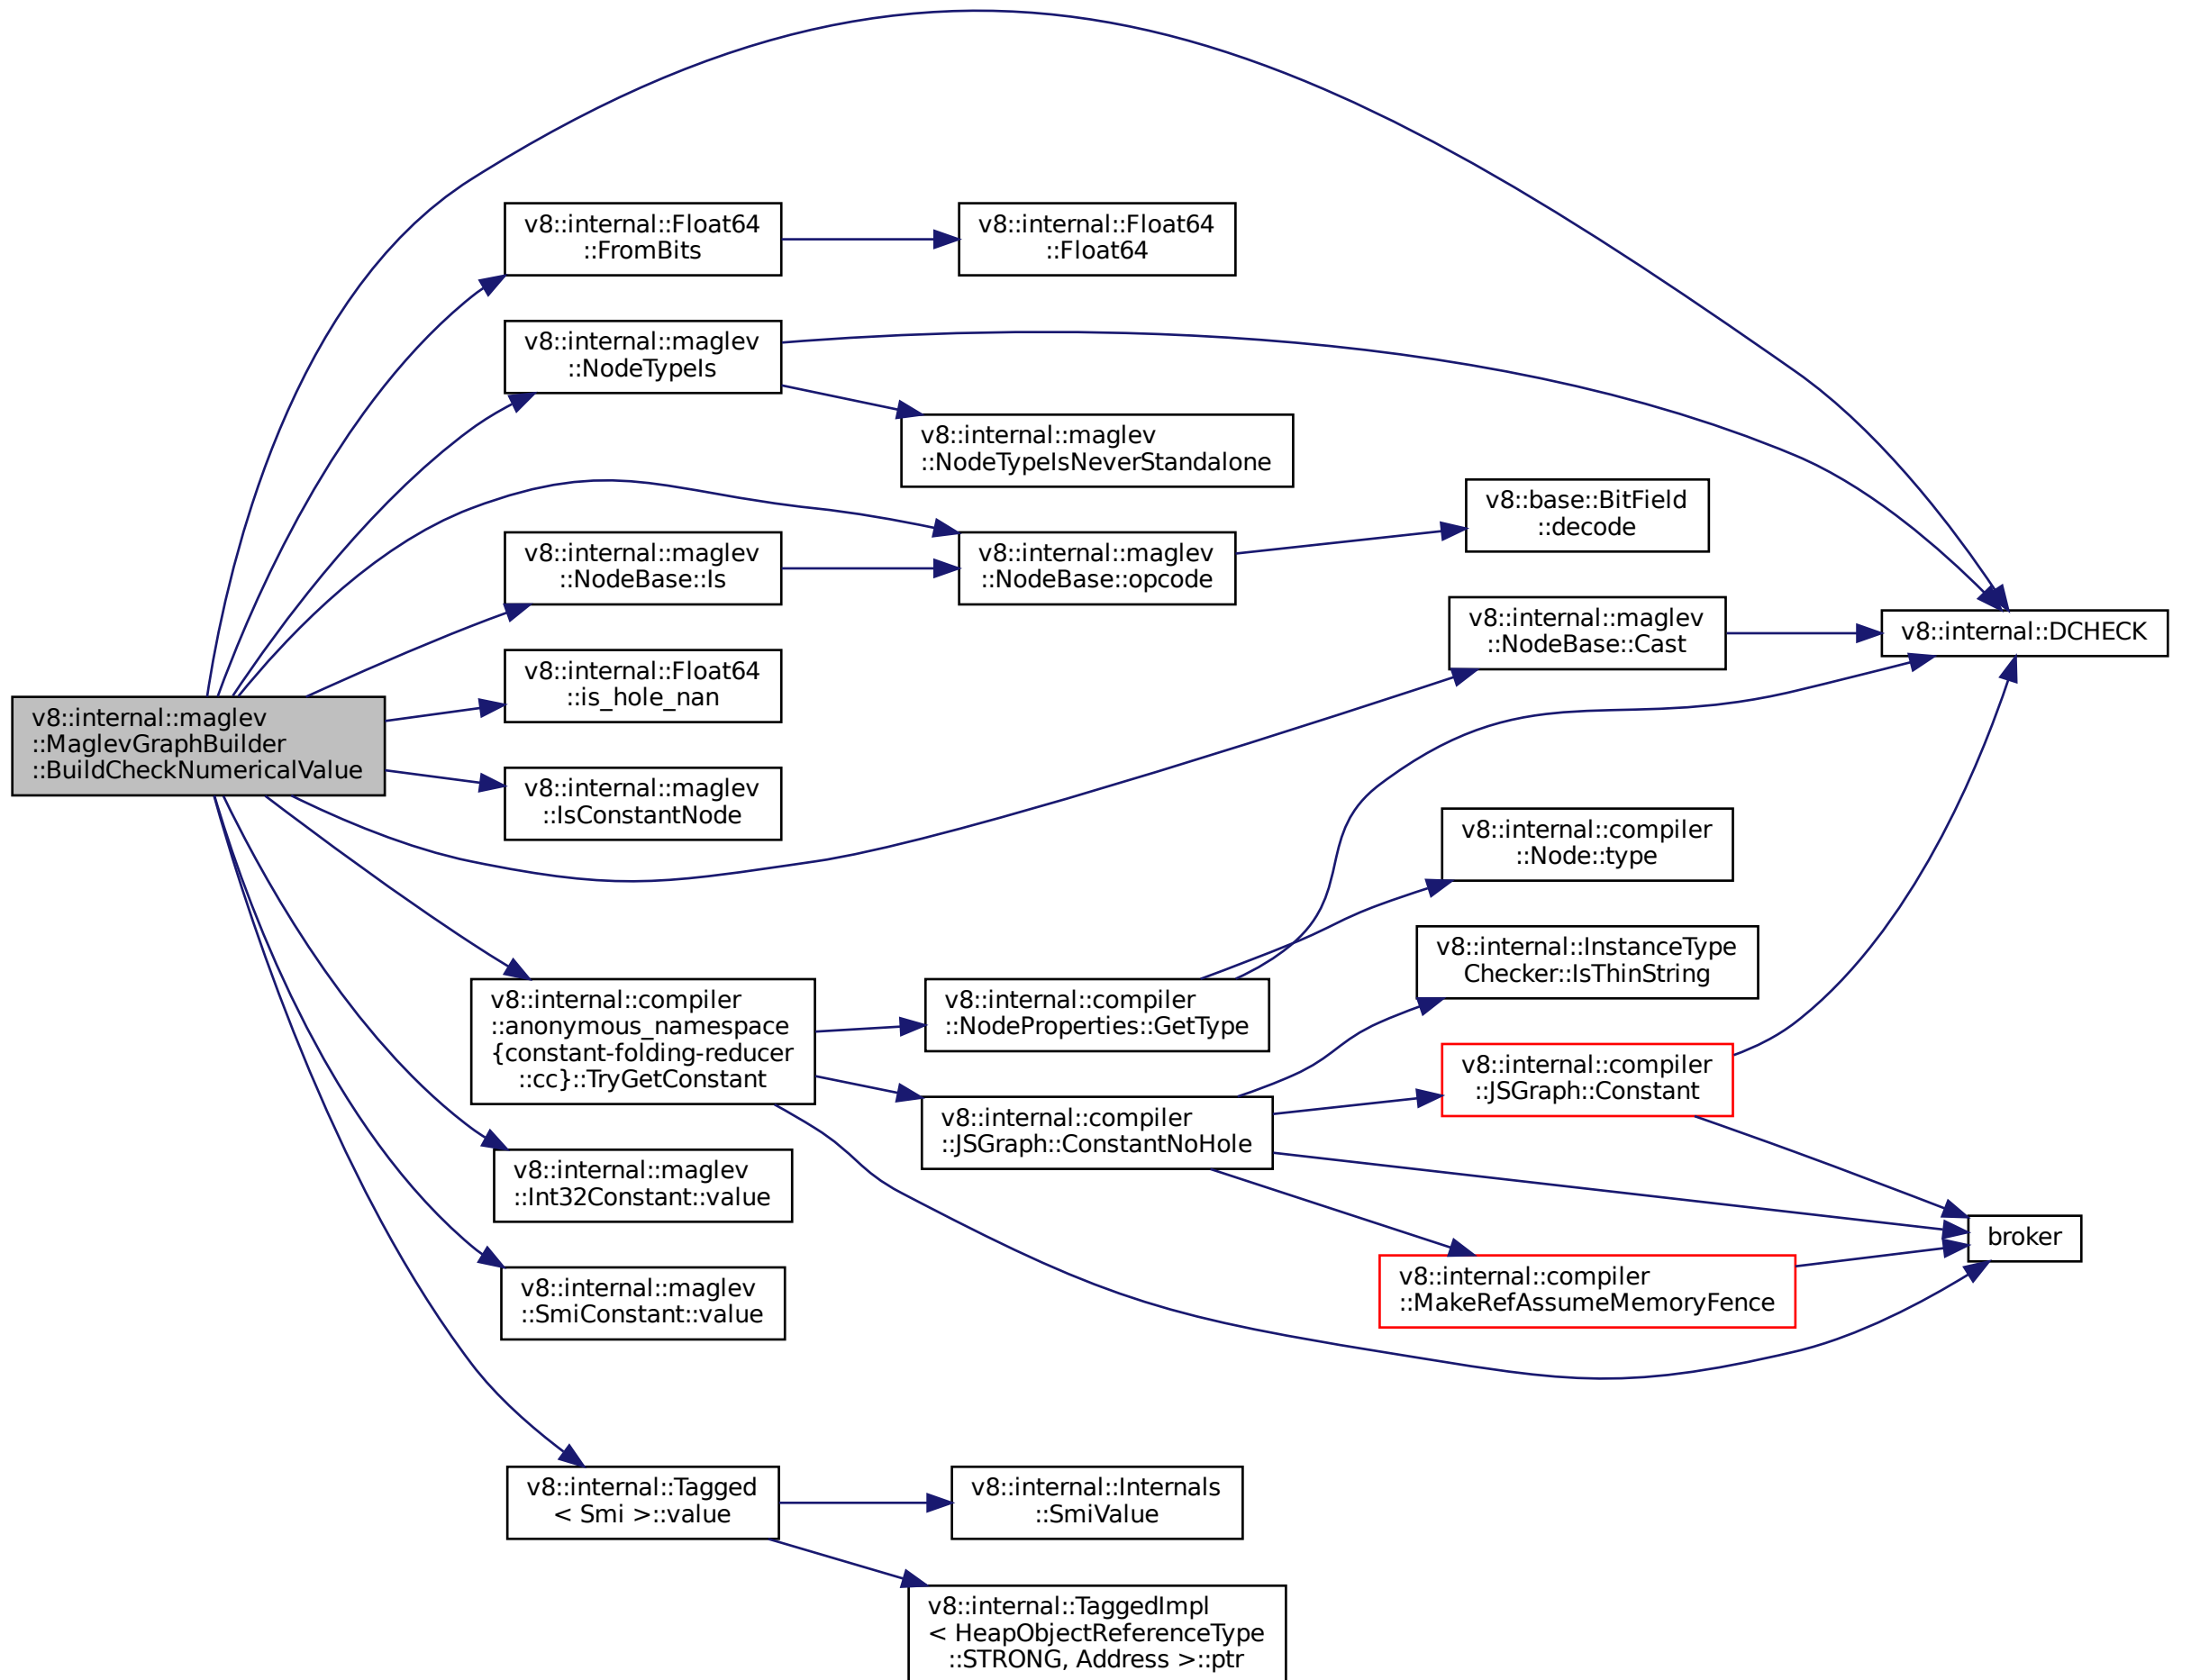 v8::internal::Float64
::FromBits
v8::internal::Float64
::Float64
v8::internal::maglev
::NodeTypeIs
v8::internal::maglev
::NodeTypeIsNeverStandalone
v8::base::BitField
::decode
v8::internal::maglev
::NodeBase::Is
v8::internal::maglev
::NodeBase::opcode
v8::internal::maglev
::NodeBase::Cast
v8::internal::DCHECK
v8::internal::Float64
::is_hole_nan
v8::internal::maglev
::MaglevGraphBuilder
::BuildCheckNumericalValue
v8::internal::maglev
::IsConstantNode
v8::internal::compiler
::Node::type
v8::internal::InstanceType
Checker::IsThinString
v8::internal::compiler
::anonymous_namespace
{constant-folding-reducer
::cc}::TryGetConstant
v8::internal::compiler
::NodeProperties::GetType
v8::internal::compiler
::JSGraph::Constant
v8::internal::compiler
::JSGraph::ConstantNoHole
v8::internal::maglev
::Int32Constant::value
broker
v8::internal::compiler
::MakeRefAssumeMemoryFence
v8::internal::maglev
::SmiConstant::value
v8::internal::Tagged
< Smi >::value
v8::internal::Internals
::SmiValue
v8::internal::TaggedImpl
< HeapObjectReferenceType
::STRONG, Address >::ptr